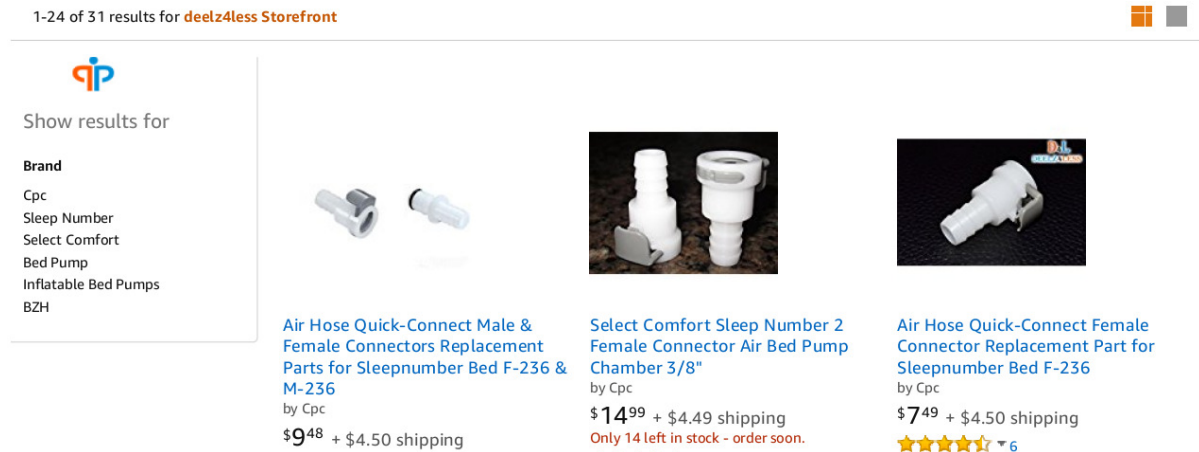 1-24 of 31 results for deelz4less Storefront
Show results for
Brand
Cpc
Sleep Number
Select Comfort
Bed Pump
Inflatable Bed Pumps
BZH
Air Hose Quick-Connect Male &
Female Connectors Replacement
Parts for Sleepnumber Bed F-236 &
M-236
by Cpc
$9.48 + $4.50 shipping
Select Comfort Sleep Number 2
Female Connector Air Bed Pump
Chamber 3/8"
by Cpc
$14.99 + $4.49 shipping
Only 14 left in stock - order soon.
D4L
DEELZ4LESS
Air Hose Quick-Connect Female
Connector Replacement Part for
Sleepnumber Bed F-236
by Cpc
$7.49 + $4.50 shipping
6